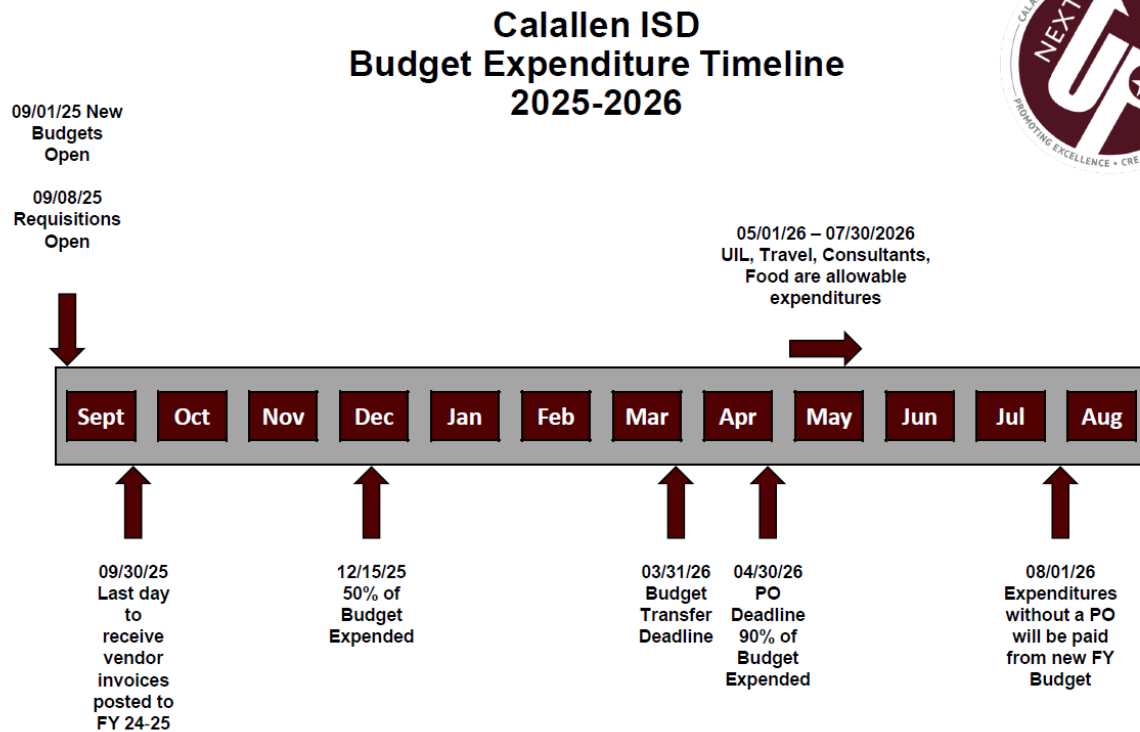 Calallen ISD
Budget Expenditure Timeline
2025-2026
NEXT
UP
PROMOTING EXCELLENCE •
09/01/25 New
Budgets
Open
09/08/25
Requisitions
Open
05/01/26 – 07/30/2026
UIL, Travel, Consultants,
Food are allowable
expenditures
Sept Oct Nov Dec Jan Feb Mar Apr May Jun Jul Aug
09/30/25
Last day
to
receive
vendor
invoices
posted to
FY 24-25
12/15/25
50% of
Budget
Expended
03/31/26
Budget
Transfer
Deadline
04/30/26
PO
Deadline
90% of
Budget
Expended
08/01/26
Expenditures
without a PO
will be paid
from new FY
Budget